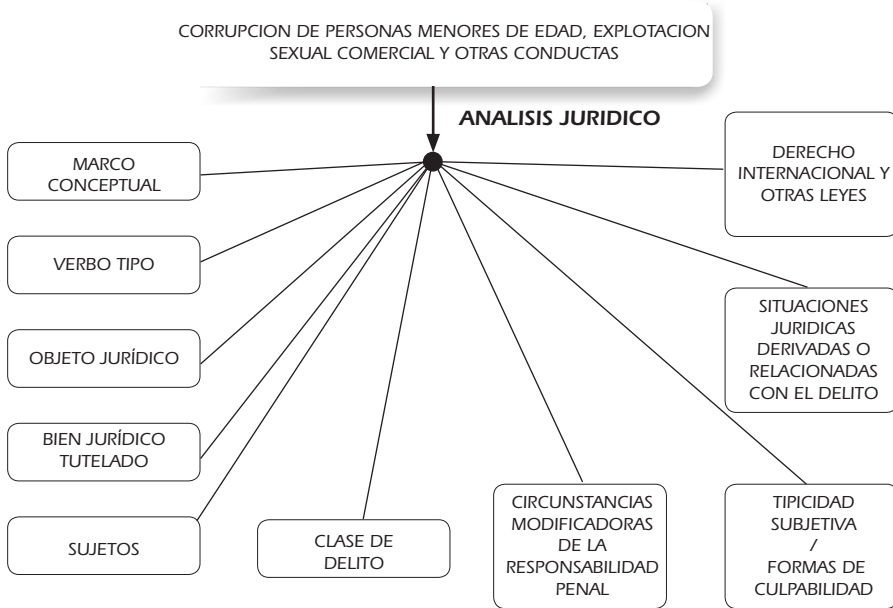 CORRUPCION DE PERSONAS MENORES DE EDAD, EXPLOTACION
SEXUAL COMERCIAL Y OTRAS CONDUCTAS
ANALISIS JURIDICO
MARCO
CONCEPTUAL
VERBO TIPO
OBJETO JURÍDICO
BIEN JURÍDICO
TUTELADO
SUJETOS
CLASE DE
DELITO
CIRCUNSTANCIAS
MODIFICADORAS
DE LA
RESPONSABILIDAD
PENAL
TIPICIDAD
SUBJETIVA
/
FORMAS DE
CULPABILIDAD
SITUACIONES
JURIDICAS
DERIVADAS O
RELACIONADAS
CON EL DELITO
DERECHO
INTERNACIONAL Y
OTRAS LEYES